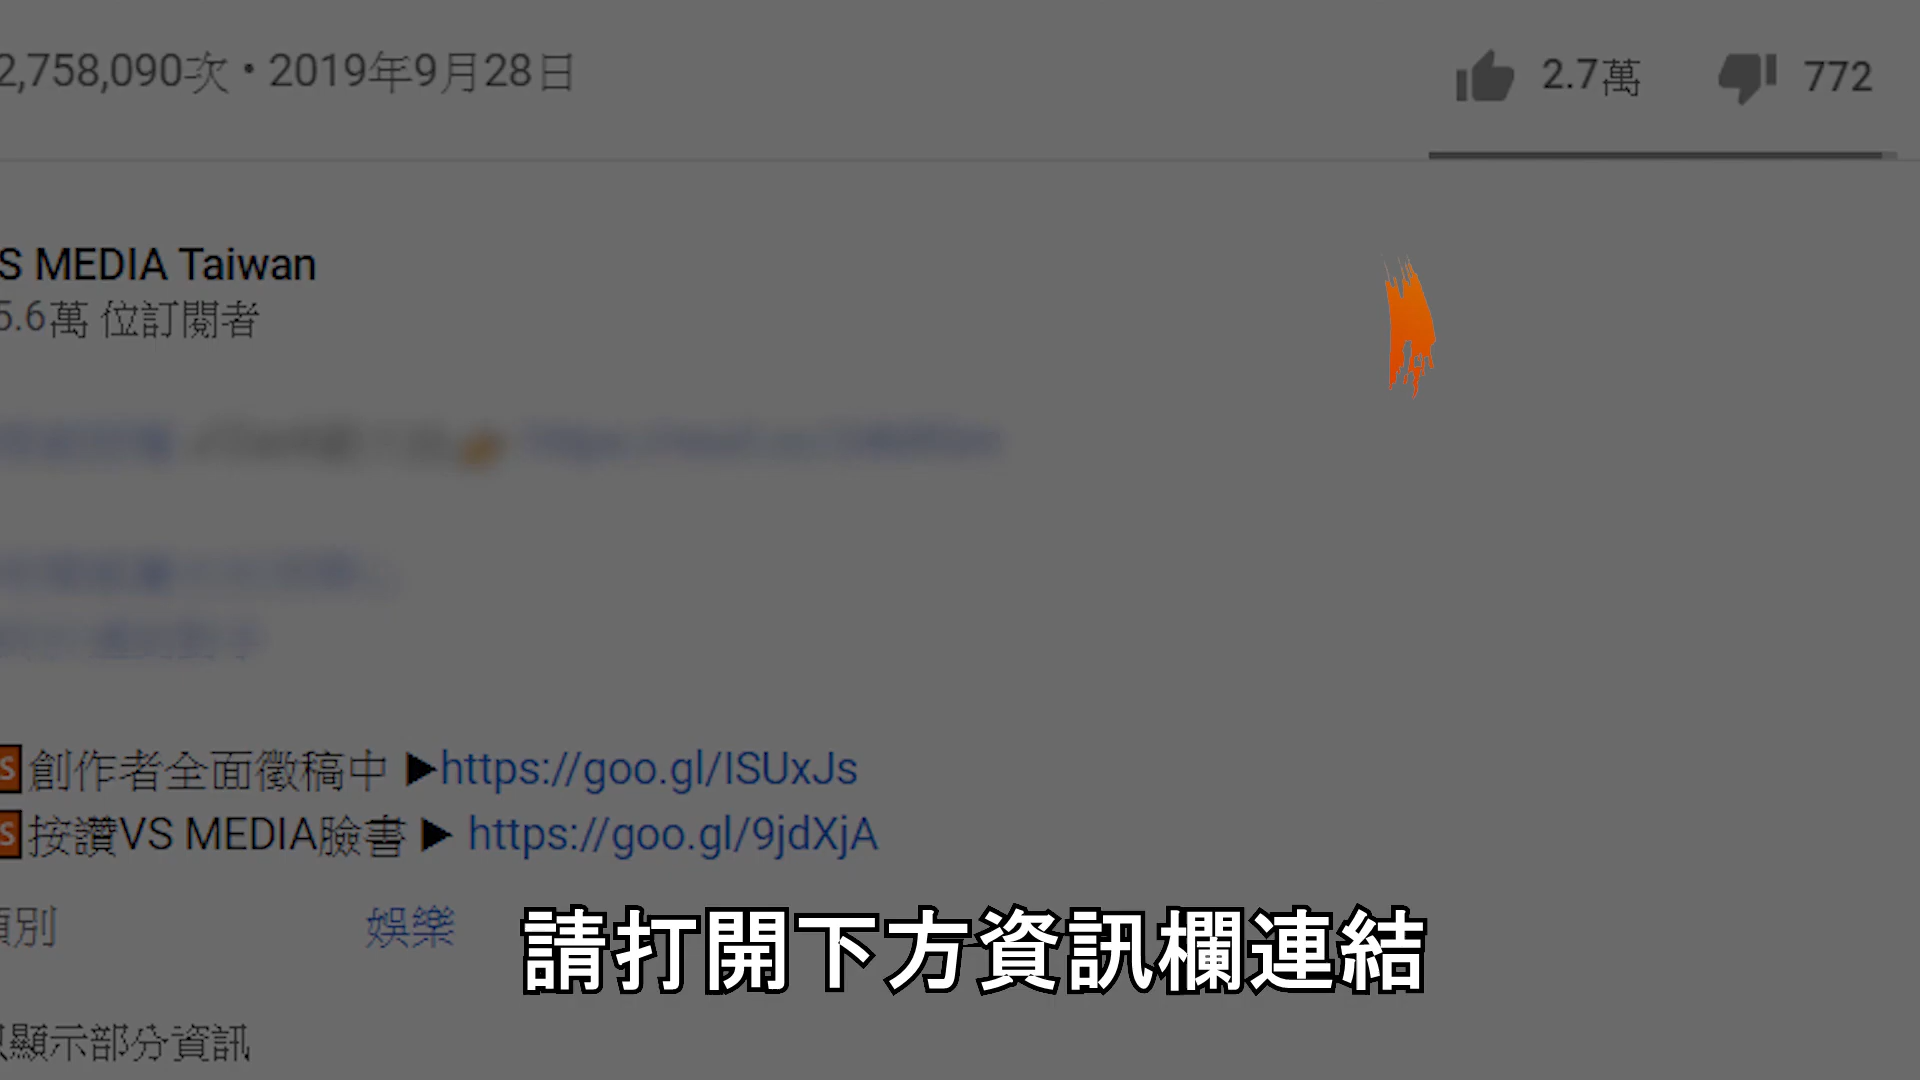 2,758,090次 • 2019年9月28日
2.7萬
772
S MEDIA Taiwan
5.6萬 位訂閱者
S創作者全面徵稿中 ▶https://goo.gl/ISUxJs
S按讚VS MEDIA臉書 ▶ https://goo.gl/9jdXjA
類別 娛樂
請打開下方資訊欄連結
只顯示部分資訊